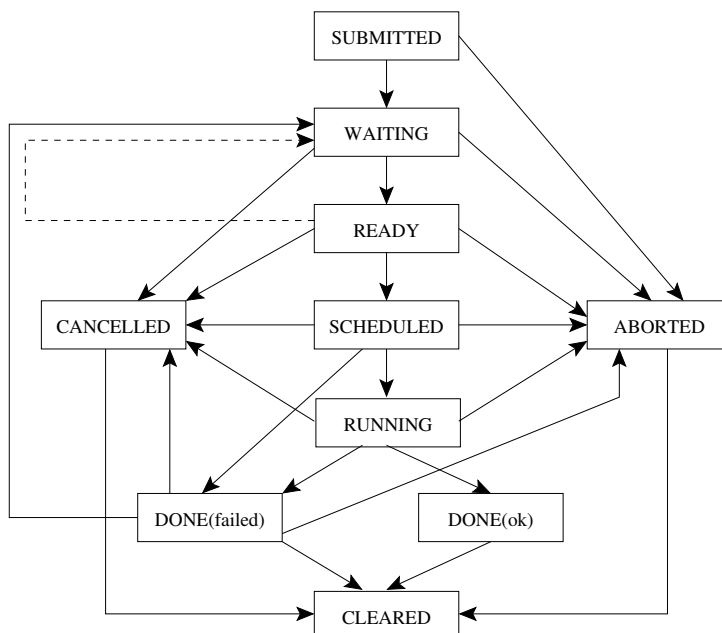 SUBMITTED
WAITING
READY
CANCELLED
SCHEDULED
ABORTED
RUNNING
DONE(failed)
DONE(ok)
CLEARED